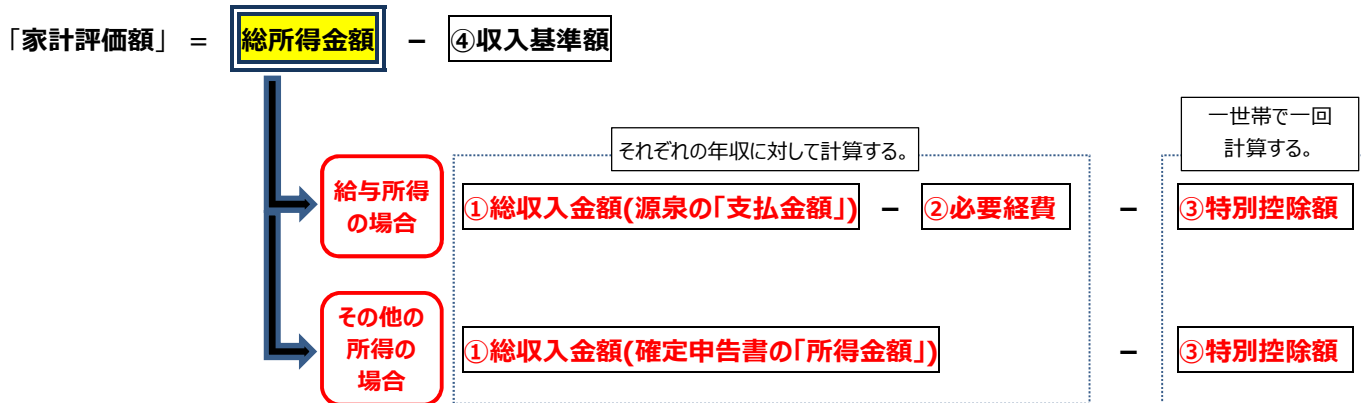 「家計評価額」 = 総所得金額 － ④収入基準額
一世帯で一回
計算する。
それぞれの年収に対して計算する。
給与所得
の場合
①総収入金額(源泉の「支払金額」) － ②必要経費 － ③特別控除額
その他の
所得の
場合
①総収入金額(確定申告書の「所得金額」) － ③特別控除額